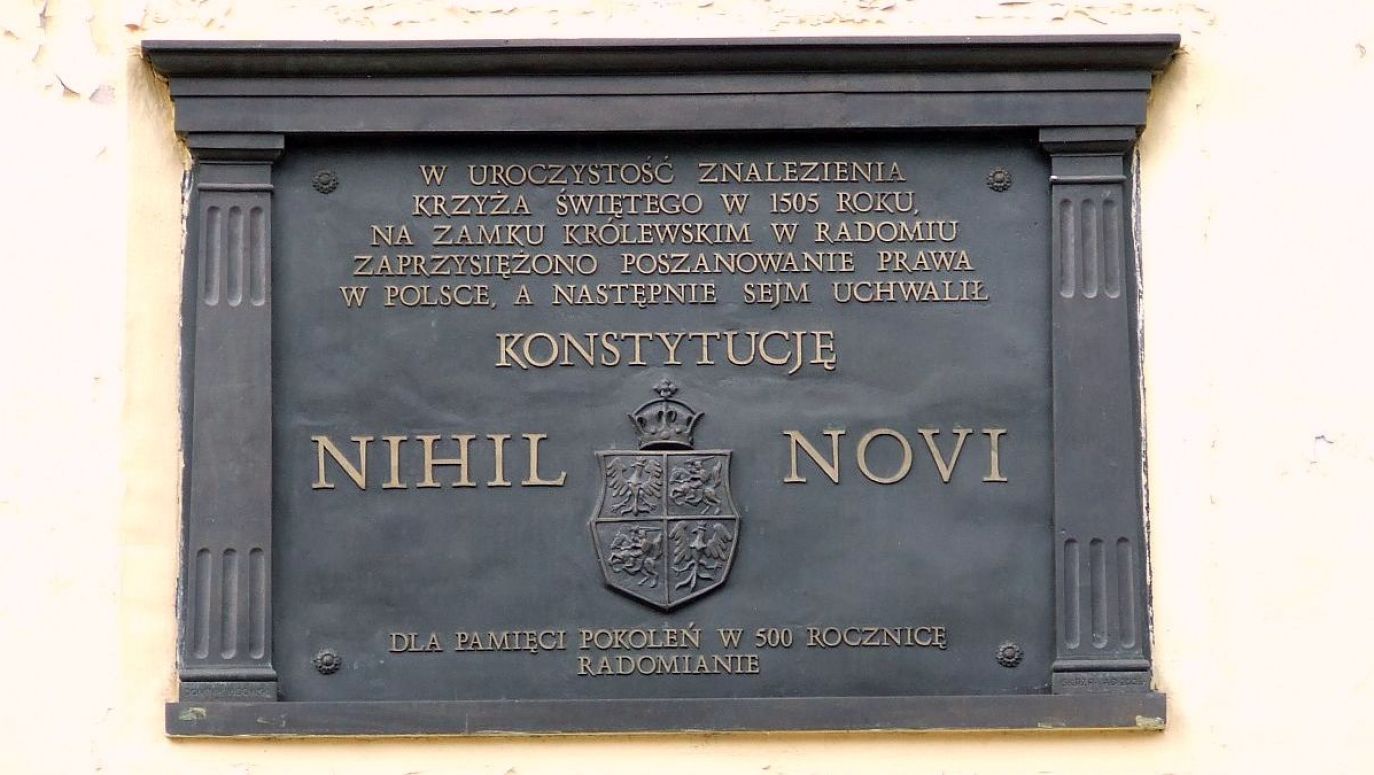 W UROCZYSTOŚĆ ZNALEZIENIA
KRZYŻA ŚWIĘTEGO W 1505 ROKU,
NA ZAMKU KRÓLEWSKIM W RADOMIU
ZAPRZYSIĘŻONO POSZANOWANIE PRAWA
W POLSCE, A NASTĘPNIE SEJM UCHWALIŁ
KONSTYTUCJĘ
NIHIL NOVI
DLA PAMIĘCI POKOLEŃ W 500 ROCZNICĘ
RADOMIANIE